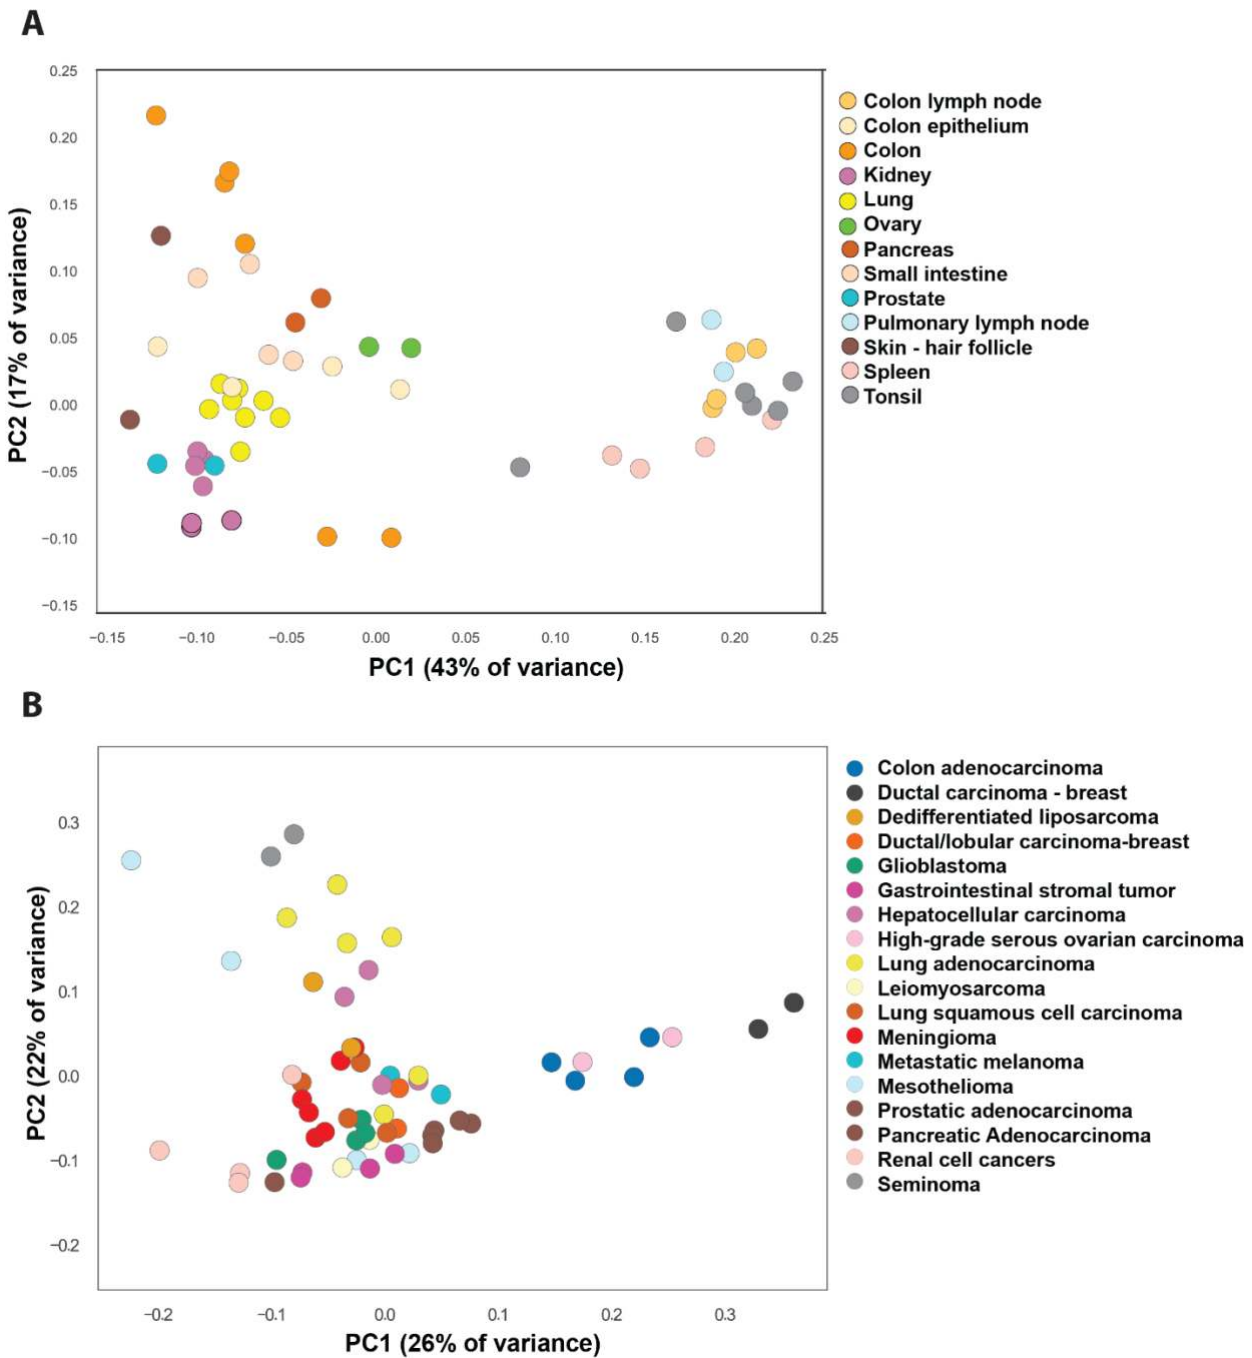 A
0.25
0.20
0.15
0.10
0.05
0.00
−0.05
−0.10
−0.15
PC2 (17% of variance)
−0.15 −0.10 −0.05 0.00 0.05 0.10 0.15 0.20 0.25
PC1 (43% of variance)
Colon lymph node
Colon epithelium
Colon
Kidney
Lung
Ovary
Pancreas
Small intestine
Prostate
Pulmonary lymph node
Skin - hair follicle
Spleen
Tonsil
B
0.3
0.2
0.1
0.0
−0.1
−0.2
PC2 (22% of variance)
−0.2 −0.1 0.0 0.1 0.2 0.3
PC1 (26% of variance)
Colon adenocarcinoma
Ductal carcinoma - breast
Dedifferentiated liposarcoma
Ductal/lobular carcinoma-breast
Glioblastoma
Gastrointestinal stromal tumor
Hepatocellular carcinoma
High-grade serous ovarian carcinoma
Lung adenocarcinoma
Leiomyosarcoma
Lung squamous cell carcinoma
Meningioma
Metastatic melanoma
Mesothelioma
Prostatic adenocarcinoma
Pancreatic Adenocarcinoma
Renal cell cancers
Seminoma